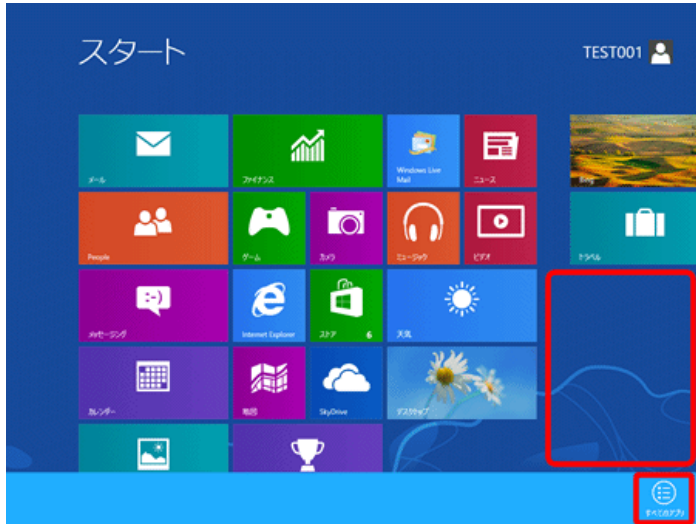 スタート
TEST001
メール
ファイナンス
Windows Live
Mail
ニュース
Bing
People
ゲーム
カメラ
ミュージック
ビデオ
トラベル
メッセージング
Internet Explorer
ストア
6
天気
カレンダー
地図
SkyDrive
デスクトップ
すべてのアプリ